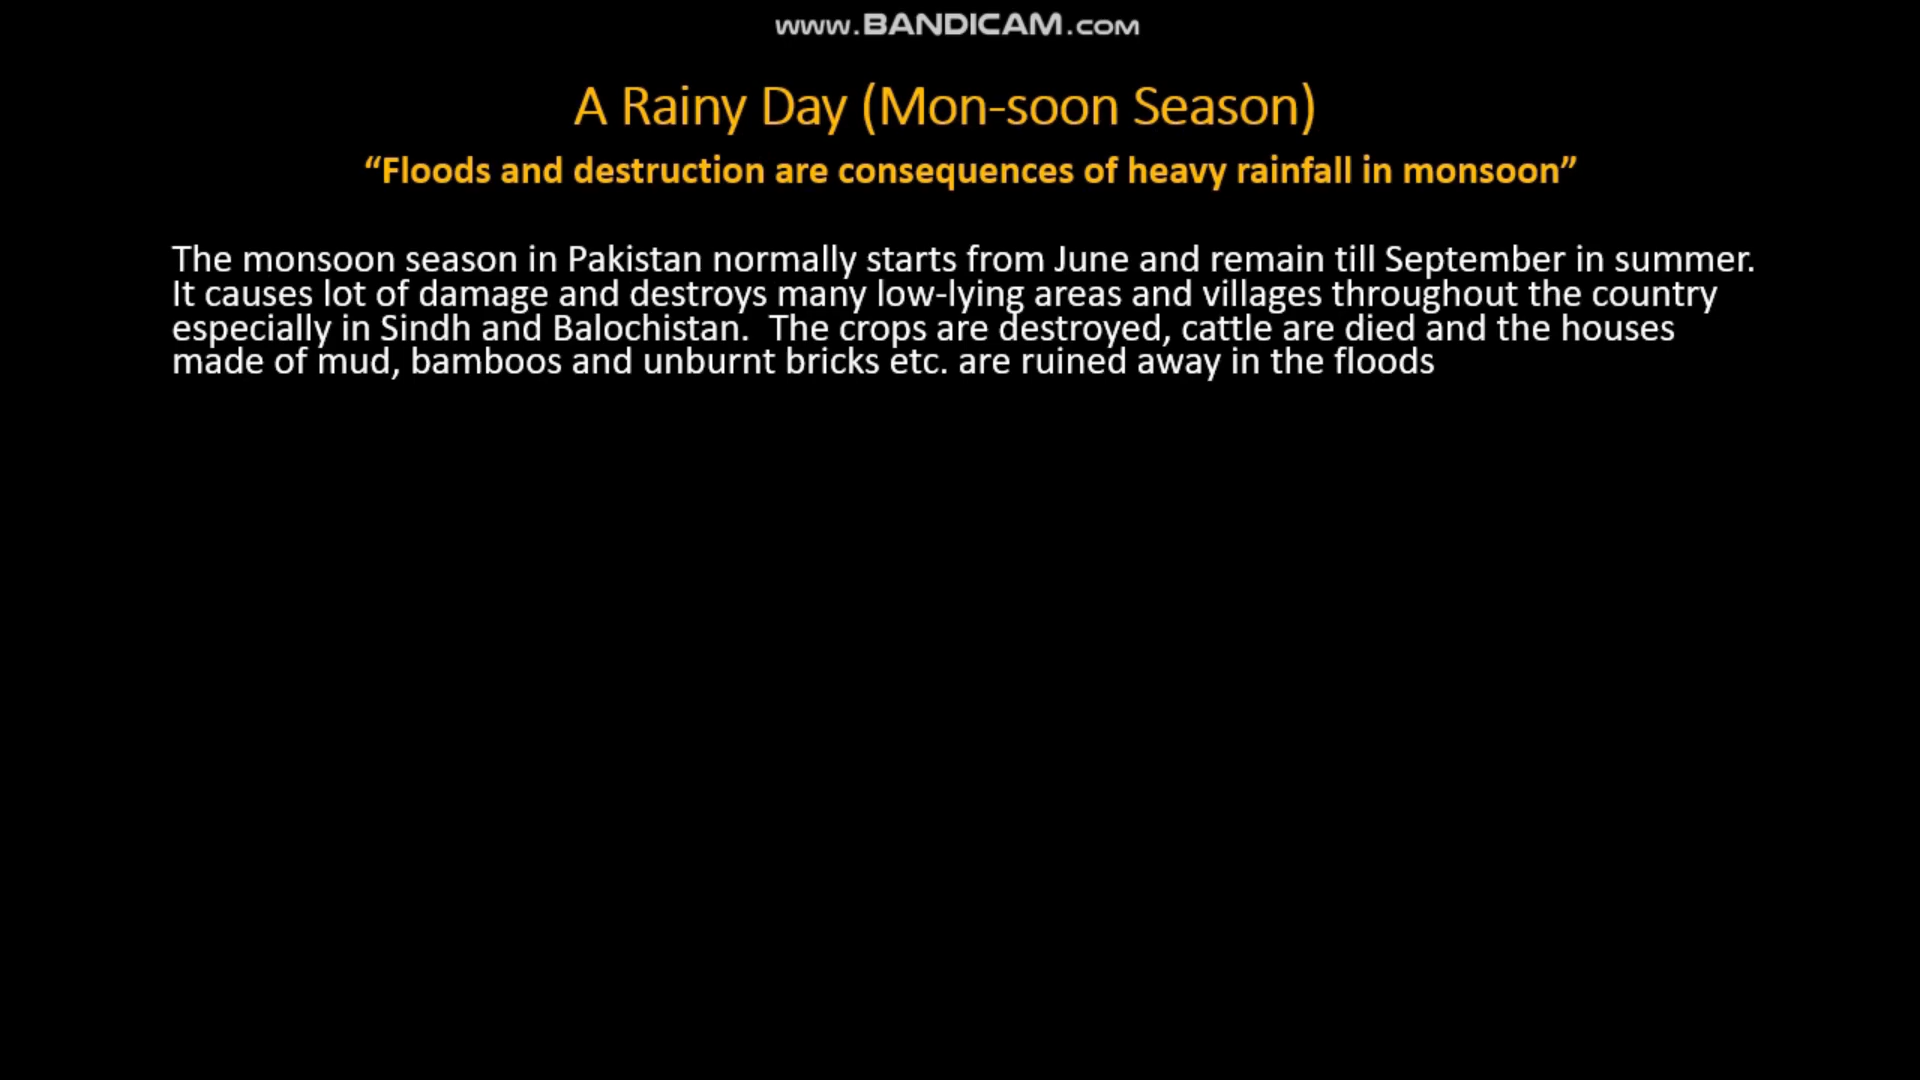 www.BANDICAM.COM
A Rainy Day (Mon-soon Season)
“Floods and destruction are consequences of heavy rainfall in monsoon”
The monsoon season in Pakistan normally starts from June and remain till September in summer.
It causes lot of damage and destroys many low-lying areas and villages throughout the country
especially in Sindh and Balochistan.  The crops are destroyed, cattle are died and the houses
made of mud, bamboos and unburnt bricks etc. are ruined away in the floods